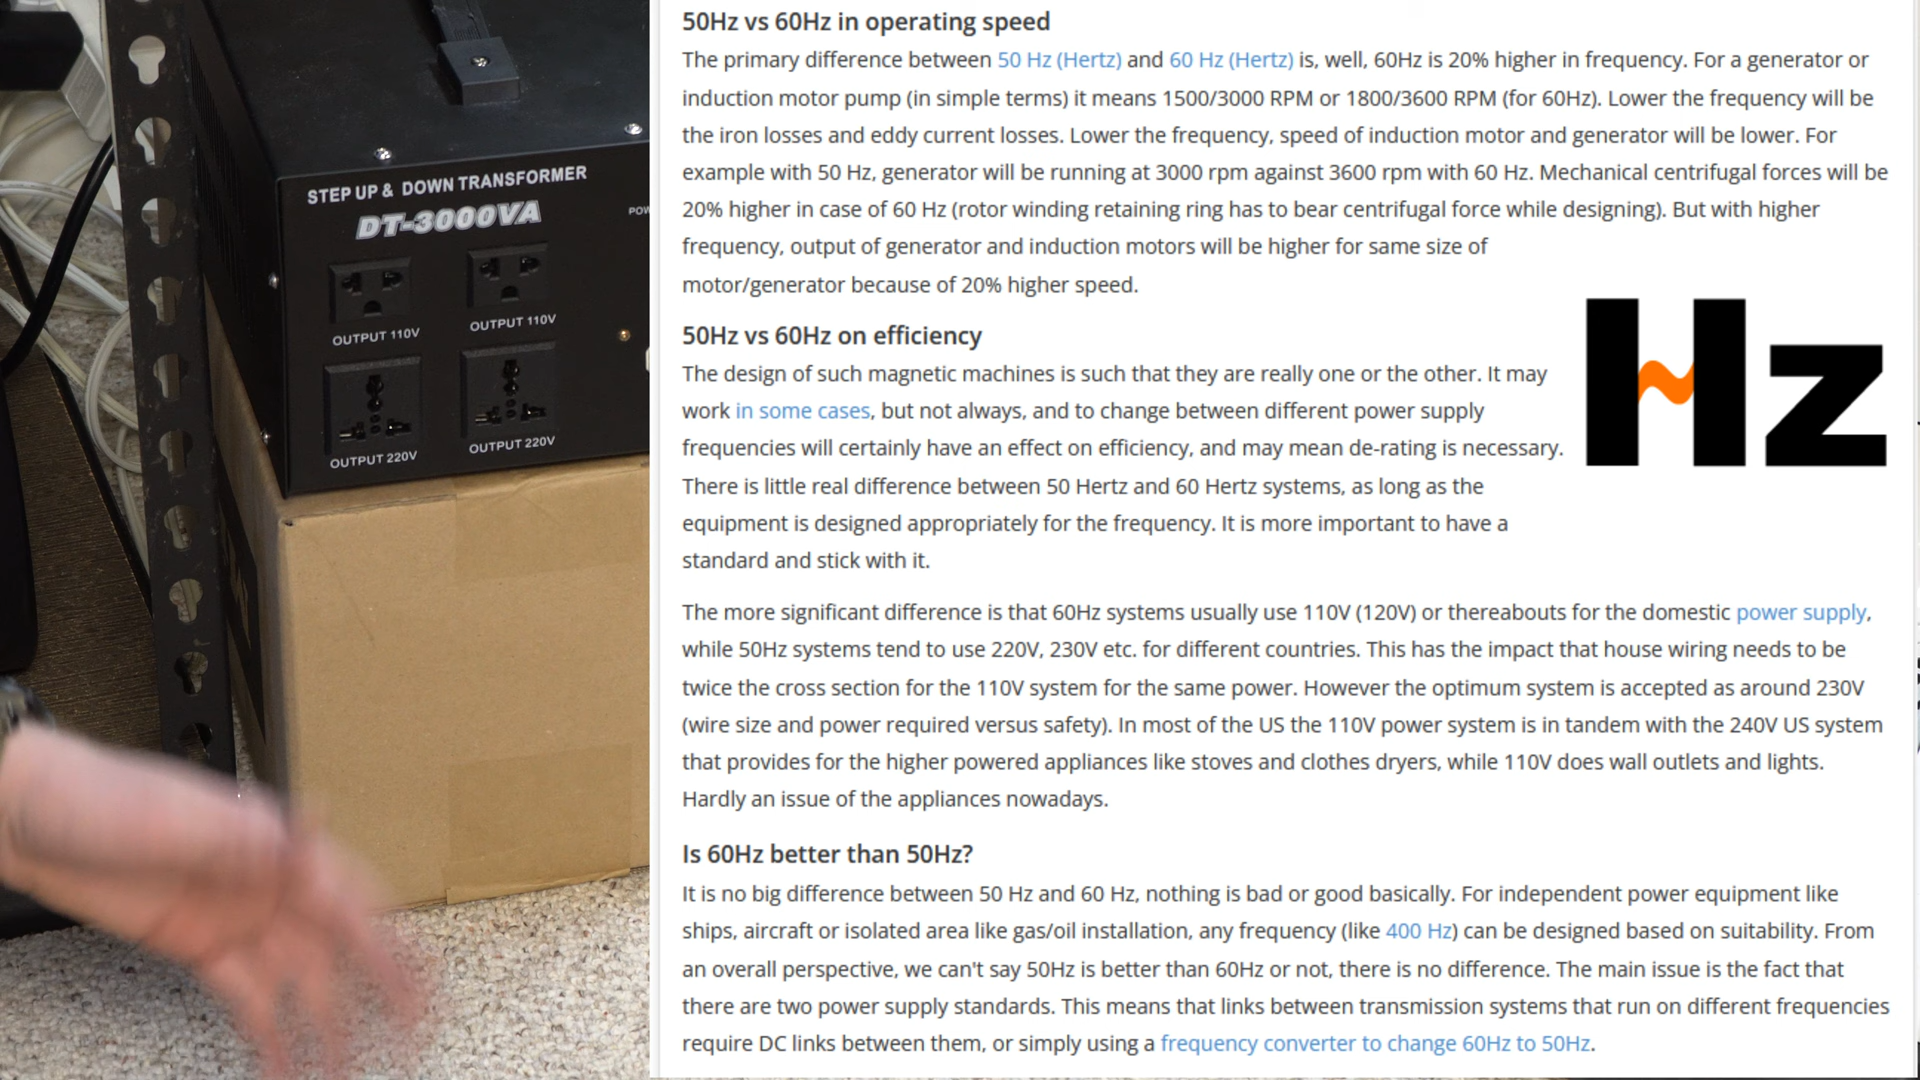 STEP UP & DOWN TRANSFORMER
DT-3000VA
OUTPUT 110V
OUTPUT 110V
OUTPUT 220V
OUTPUT 220V
50Hz vs 60Hz in operating speed
The primary difference between 50 Hz (Hertz) and 60 Hz (Hertz) is, well, 60Hz is 20% higher in frequency. For a generator or
induction motor pump (in simple terms) it means 1500/3000 RPM or 1800/3600 RPM (for 60Hz). Lower the frequency will be
the iron losses and eddy current losses. Lower the frequency, speed of induction motor and generator will be lower. For
example with 50 Hz, generator will be running at 3000 rpm against 3600 rpm with 60 Hz. Mechanical centrifugal forces will be
20% higher in case of 60 Hz (rotor winding retaining ring has to bear centrifugal force while designing). But with higher
frequency, output of generator and induction motors will be higher for same size of
motor/generator because of 20% higher speed.
50Hz vs 60Hz on efficiency
The design of such magnetic machines is such that they are really one or the other. It may
work in some cases, but not always, and to change between different power supply
frequencies will certainly have an effect on efficiency, and may mean de-rating is necessary.
There is little real difference between 50 Hertz and 60 Hertz systems, as long as the
equipment is designed appropriately for the frequency. It is more important to have a
standard and stick with it.
Hz
The more significant difference is that 60Hz systems usually use 110V (120V) or thereabouts for the domestic power supply,
while 50Hz systems tend to use 220V, 230V etc. for different countries. This has the impact that house wiring needs to be
twice the cross section for the 110V system for the same power. However the optimum system is accepted as around 230V
(wire size and power required versus safety). In most of the US the 110V power system is in tandem with the 240V US system
that provides for the higher powered appliances like stoves and clothes dryers, while 110V does wall outlets and lights.
Hardly an issue of the appliances nowadays.
Is 60Hz better than 50Hz?
It is no big difference between 50 Hz and 60 Hz, nothing is bad or good basically. For independent power equipment like
ships, aircraft or isolated area like gas/oil installation, any frequency (like 400 Hz) can be designed based on suitability. From
an overall perspective, we can't say 50Hz is better than 60Hz or not, there is no difference. The main issue is the fact that
there are two power supply standards. This means that links between transmission systems that run on different frequencies
require DC links between them, or simply using a frequency converter to change 60Hz to 50Hz.